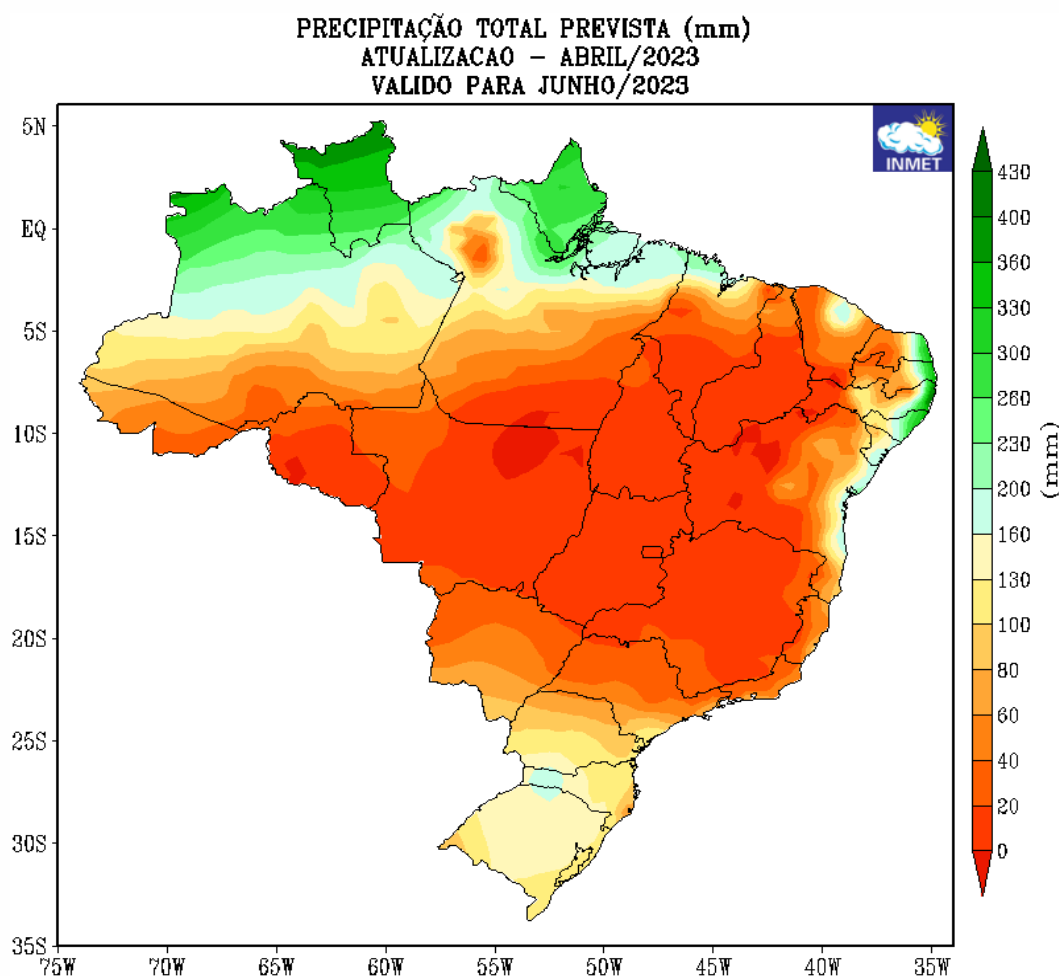 PRECIPITAÇÃO TOTAL PREVISTA (mm)
ATUALIZACAO - ABRIL/2023
VALIDO PARA JUNHO/2023
INMET
5N
EQ
5S
10S
15S
20S
25S
30S
35S
75W
70W
65W
60W
55W
50W
45W
40W
35W
430
400
360
330
300
260
230
200
160
130
100
80
60
40
20
0
(mm)